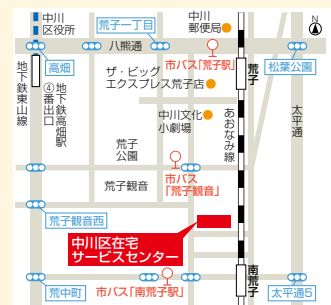 中川
区役所
荒子一丁目
中川
郵便局
八熊通
市バス「荒子駅」
高畑
荒子
松葉公園
ザ・ビッグ
エクスプレス荒子店
地下鉄東山線
④番出口
地下鉄高畑駅
中川文化
小劇場
あおなみ線
太平通
荒子
公園
市バス
「荒子観音」
荒子観音
荒子観音西
中川区在宅
サービスセンター
南荒子
荒中町
市バス「南荒子駅」
太平通5